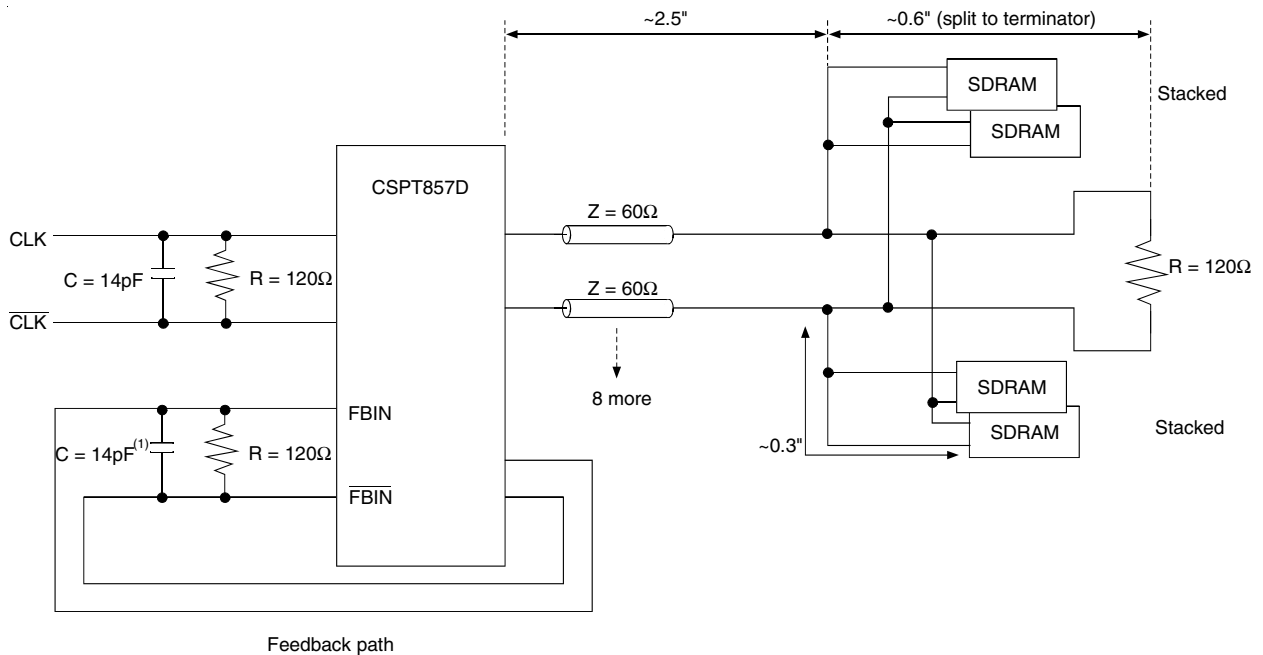 ~2.5"
~0.6" (split to terminator)
SDRAM
Stacked
SDRAM
CSPT857D
Z = 60Ω
CLK
C = 14pF
R = 120Ω
R = 120Ω
CLK
Z = 60Ω
8 more
SDRAM
FBIN
SDRAM
Stacked
C = 14pF(1)
R = 120Ω
~0.3"
FBIN
Feedback path